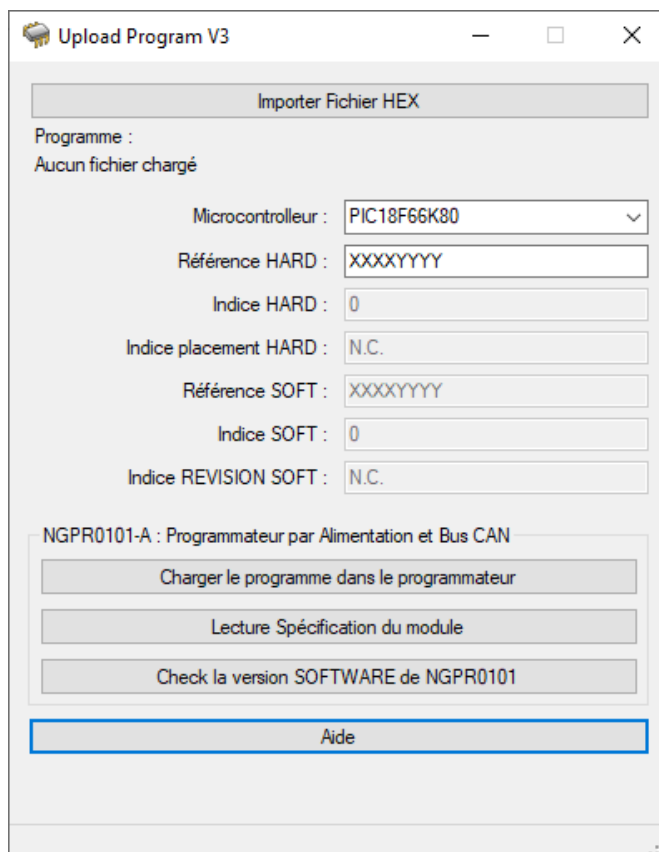 Upload Program V3
Importer Fichier HEX
Programme :
Aucun fichier chargé
Microcontrolleur : PIC18F66K80
Référence HARD : XXXXYYYY
Indice HARD : 0
Indice placement HARD : N.C.
Référence SOFT : XXXXYYYY
Indice SOFT : 0
Indice REVISION SOFT : N.C.
NGPR0101-A : Programmateur par Alimentation et Bus CAN
Charger le programme dans le programmateur
Lecture Spécification du module
Check la version SOFTWARE de NGPR0101
Aide